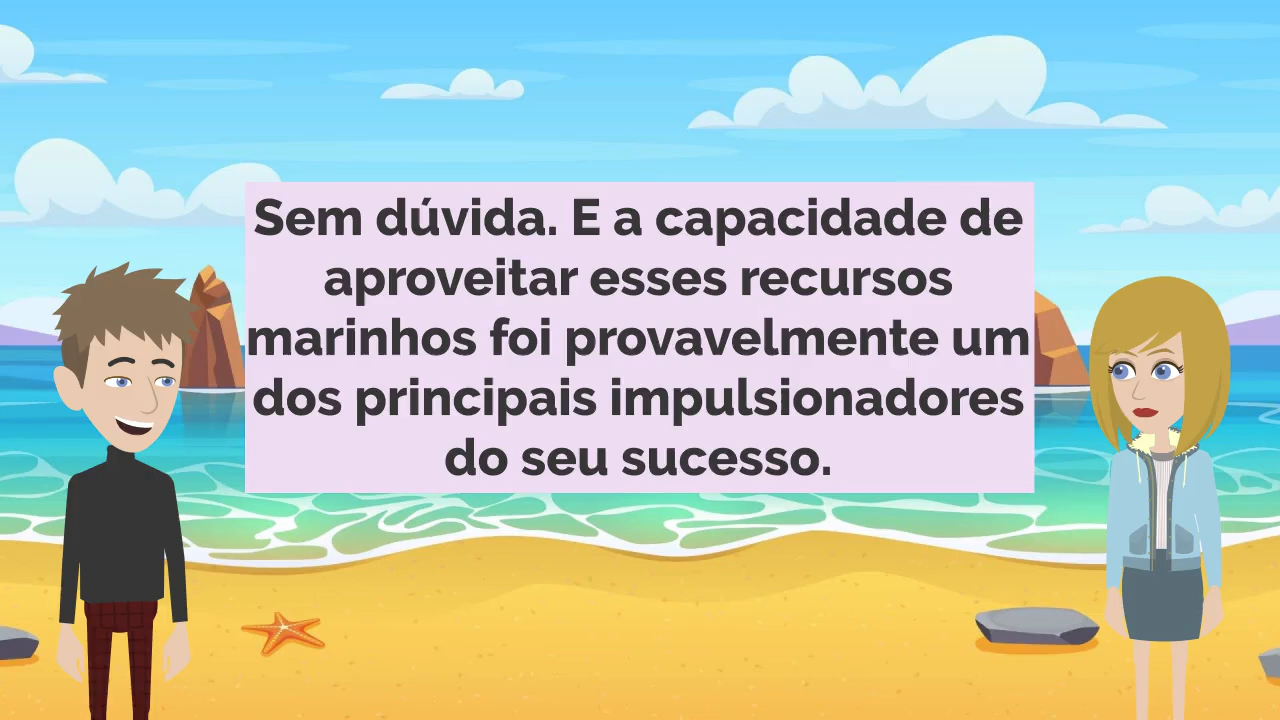 Sem dúvida. E a capacidade de
aproveitar esses recursos
marinhos foi provavelmente um
dos principais impulsionadores
do seu sucesso.